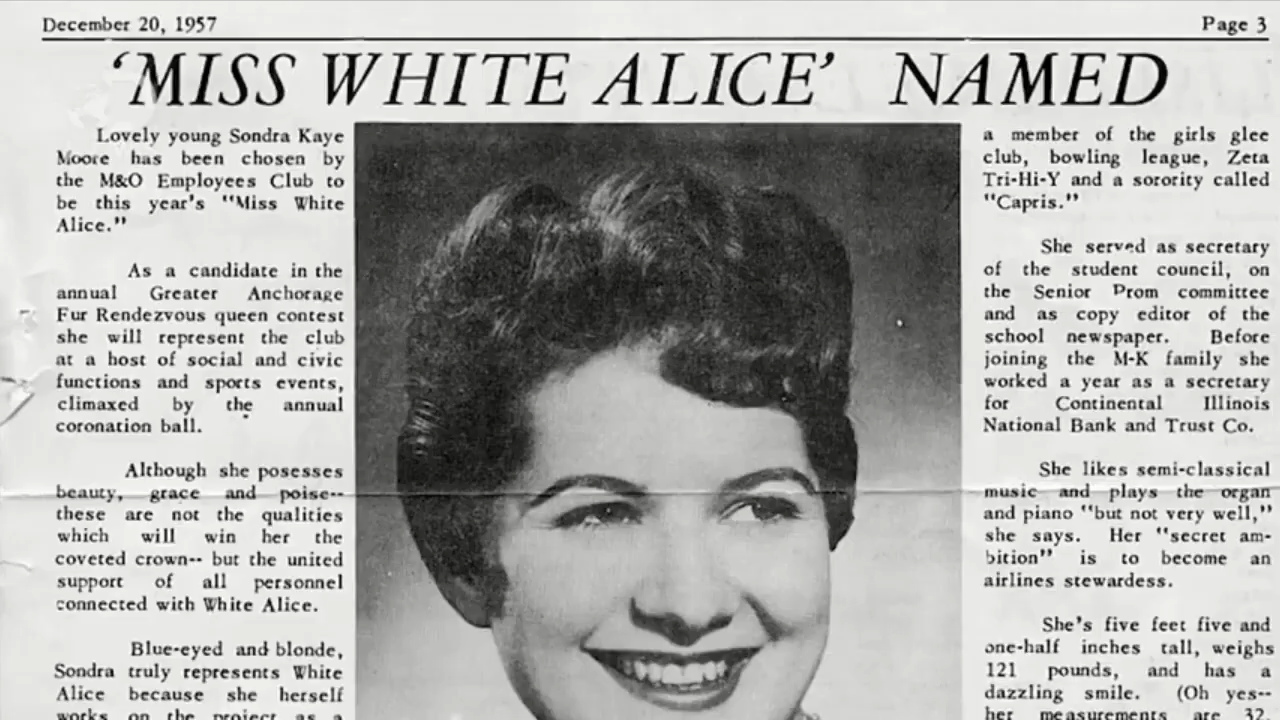 December 20, 1957
Page 3
‘MISS WHITE ALICE’ NAMED
Lovely young Sondra Kaye
Moore has been chosen by
the M&O Employees Club to
be this year's "Miss White
Alice."
As a candidate in the
annual Greater Anchorage
Fur Rendezvous queen contest
she will represent the club
at a host of social and civic
functions and sports events,
climaxed by the annual
coronation ball.
Although she posesses
beauty, grace and poise--
these are not the qualities
which will win her the
coveted crown-- but the united
support of all personnel
connected with White Alice.
Blue-eyed and blonde,
Sondra truly represents White
Alice because she herself
works on the project as a
a member of the girls glee
club, bowling league, Zeta
Tri-Hi-Y and a sorority called
"Capris."
She served as secretary
of the student council, on
the Senior Prom committee
and as copy editor of the
school newspaper. Before
joining the M-K family she
worked a year as a secretary
for Continental Illinois
National Bank and Trust Co.
She likes semi-classical
music and plays the organ
and piano "but not very well,"
she says. Her "secret am-
bition" is to become an
airlines stewardess.
She's five feet five and
one-half inches tall, weighs
121 pounds, and has a
dazzling smile. (Oh yes--
her measurements are 32